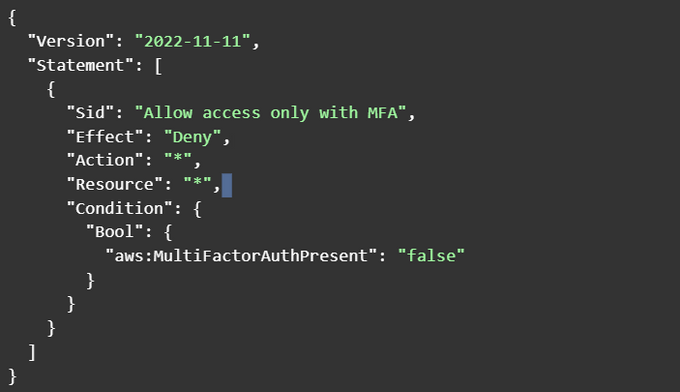 {
  "Version": "2022-11-11",
  "Statement": [
    {
      "Sid": "Allow access only with MFA",
      "Effect": "Deny",
      "Action": "*",
      "Resource": "*",
      "Condition": {
        "Bool": {
          "aws:MultiFactorAuthPresent": "false"
        }
      }
    }
  ]
}